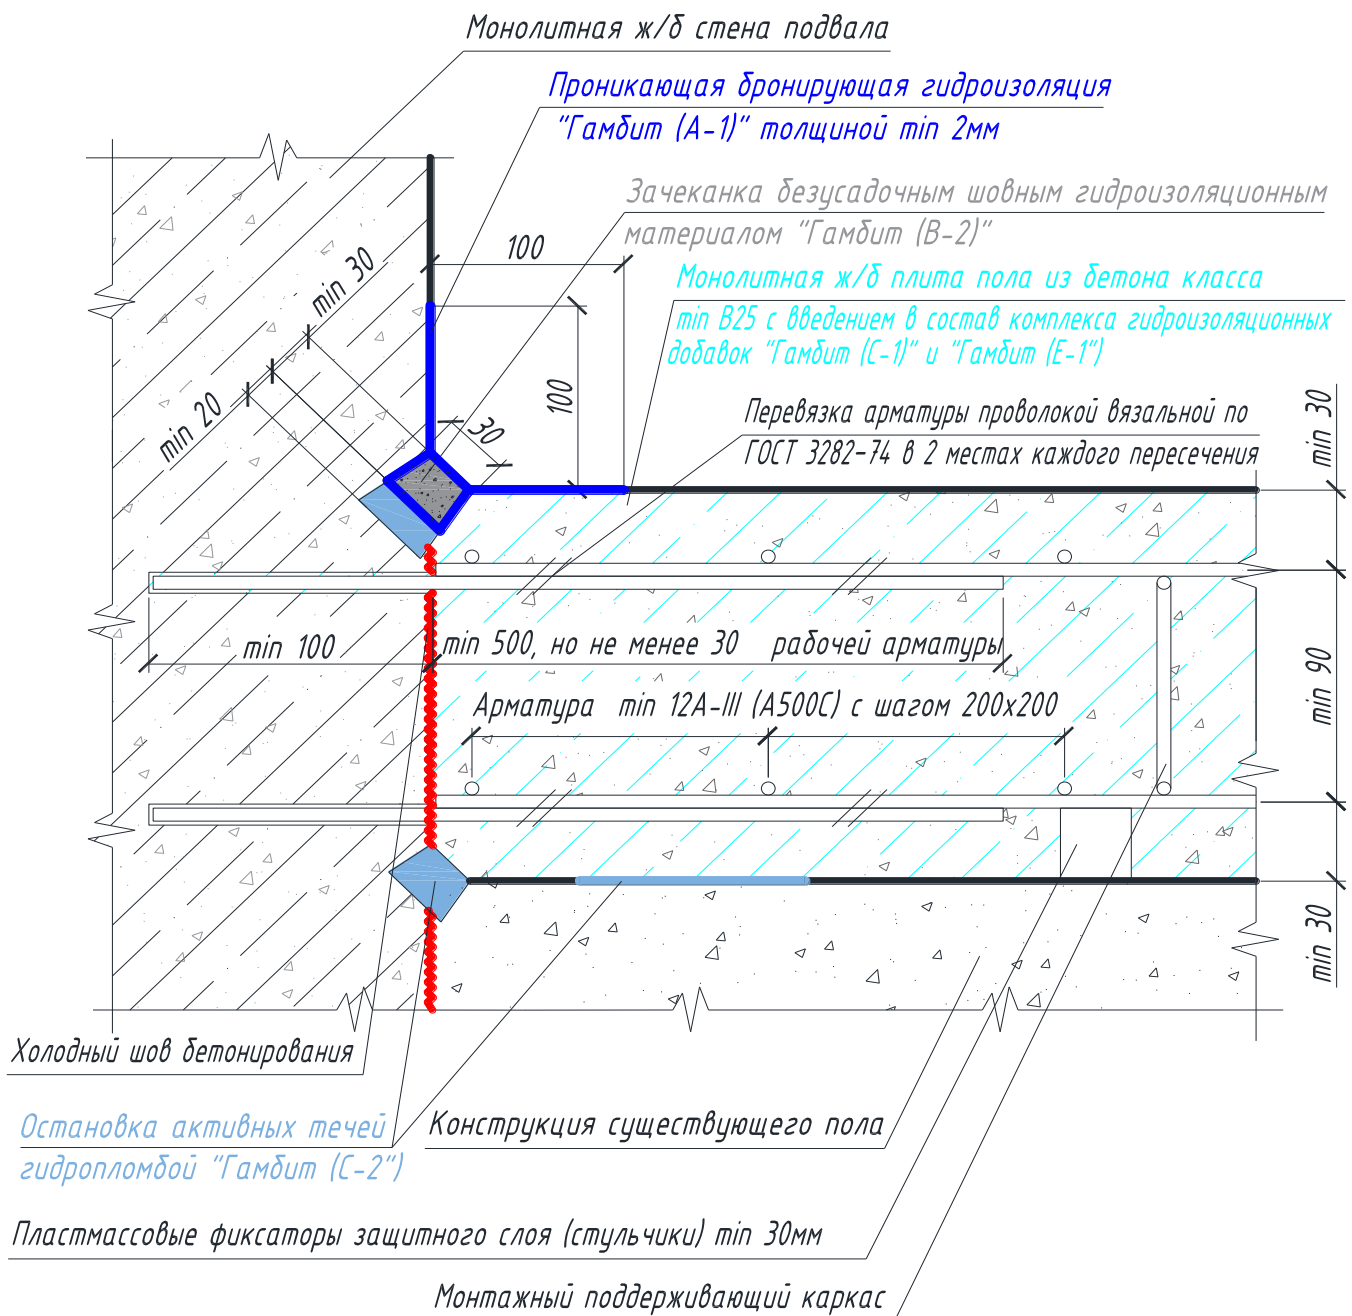 Монолитная ж/б стена подвала
Проникающая бронирующая гидроизоляция
"Гамбит (А-1)" толщиной min 2мм
Зачеканка безусадочным шовным гидроизоляционным
материалом "Гамбит (В-2)"
100
min 30
Монолитная ж/б плита пола из бетона класса
min В25 с введением в состав комплекса гидроизоляционных
добавок "Гамбит (С-1)" и "Гамбит (Е-1")
100
min 20
30
Перевязка арматуры проволокой вязальной по
ГОСТ 3282-74 в 2 местах каждого пересечения
min 30
min 100
min 500, но не менее 30 рабочей арматуры
min 90
Арматура min 12А-III (А500С) с шагом 200х200
min 30
Холодный шов бетонирования
Остановка активных течей
гидропломбой "Гамбит (С-2")
Конструкция существующего пола
Пластмассовые фиксаторы защитного слоя (стульчики) min 30мм
Монтажный поддерживающий каркас